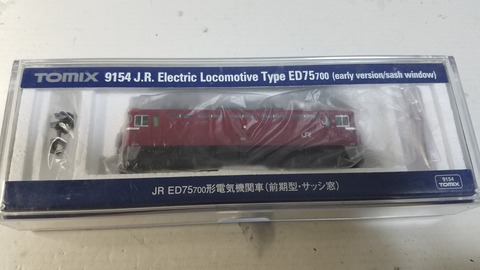 TOMIX 9154 J.R. Electric Locomotive Type ED75700 (early version/sash window)
JR
JR ED75700形電気機関車(前期型・サッシ窓)
9154
TOMIX